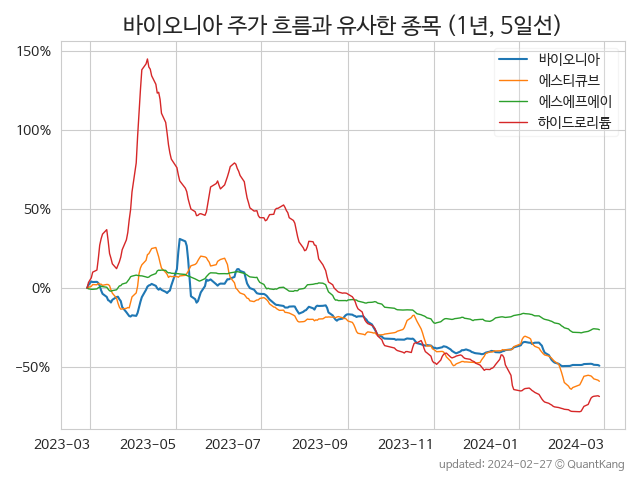 바이오니아 주가 흐름과 유사한 종목 (1년, 5일선)
바이오니아
에스티큐브
에스에프에이
하이드로리튬
150%
100%
50%
0%
−50%
2023-03 2023-05 2023-07 2023-09 2023-11 2024-01 2024-03
updated: 2024-02-27 © QuantKang